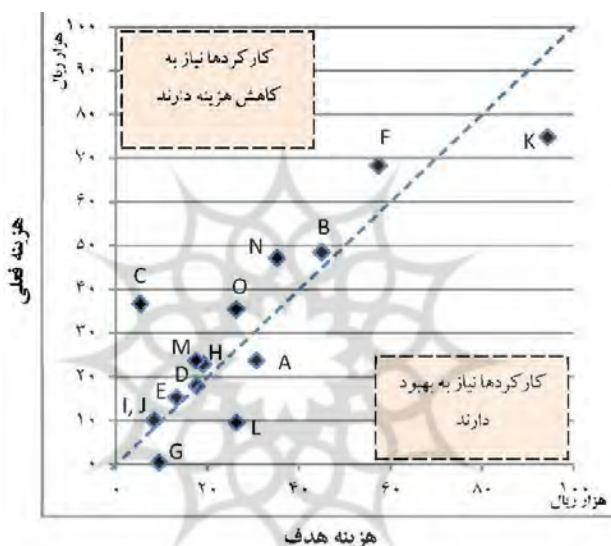 ۱۰۰
۹۰
۸۰
۷۰
۶۰
۵۰
۴۰
۳۰
۲۰
۱۰
۰
هزار ریال
هزینه فعلی
کارکردها نیاز به
کاهش هزینه دارند
F
K
B
N
C
O
M
H
A
D
E
I, J
L
G
کارکردها نیاز به بهبود
دارند
۰ ۲۰ ۴۰ ۶۰ ۸۰ ۱۰۰
هزار ریال
هزینه هدف